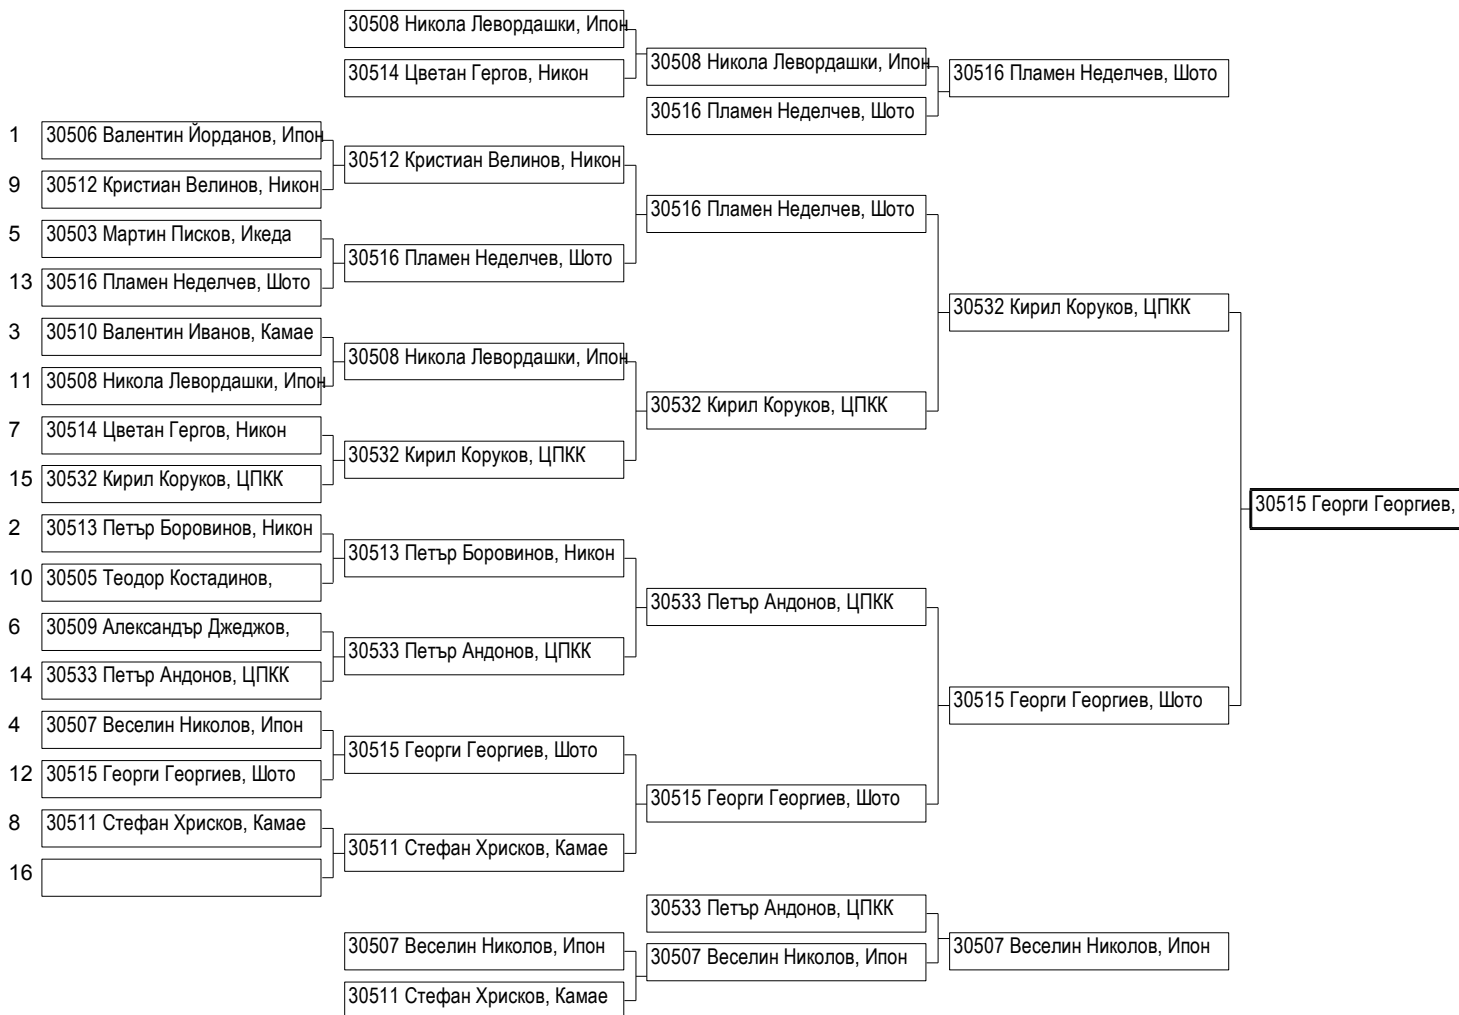 30508 Никола Левордашки, Ипон
30514 Цветан Гергов, Никон
30508 Никола Левордашки, Ипон
30516 Пламен Неделчев, Шото
30516 Пламен Неделчев, Шото
1 30506 Валентин Йорданов, Ипон
9 30512 Кристиан Велинов, Никон
5 30503 Мартин Писков, Икеда
13 30516 Пламен Неделчев, Шото
3 30510 Валентин Иванов, Камае
11 30508 Никола Левордашки, Ипон
7 30514 Цветан Гергов, Никон
15 30532 Кирил Коруков, ЦПКК
2 30513 Петър Боровинов, Никон
10 30505 Теодор Костадинов,
6 30509 Александър Джеджов,
14 30533 Петър Андонов, ЦПКК
4 30507 Веселин Николов, Ипон
12 30515 Георги Георгиев, Шото
8 30511 Стефан Хрисков, Камае
16
30512 Кристиан Велинов, Никон
30516 Пламен Неделчев, Шото
30508 Никола Левордашки, Ипон
30532 Кирил Коруков, ЦПКК
30513 Петър Боровинов, Никон
30533 Петър Андонов, ЦПКК
30515 Георги Георгиев, Шото
30511 Стефан Хрисков, Камае
30516 Пламен Неделчев, Шото
30532 Кирил Коруков, ЦПКК
30533 Петър Андонов, ЦПКК
30515 Георги Георгиев, Шото
30532 Кирил Коруков, ЦПКК
30515 Георги Георгиев, Шото
30515 Георги Георгиев,
30507 Веселин Николов, Ипон
30511 Стефан Хрисков, Камае
30533 Петър Андонов, ЦПКК
30507 Веселин Николов, Ипон
30507 Веселин Николов, Ипон